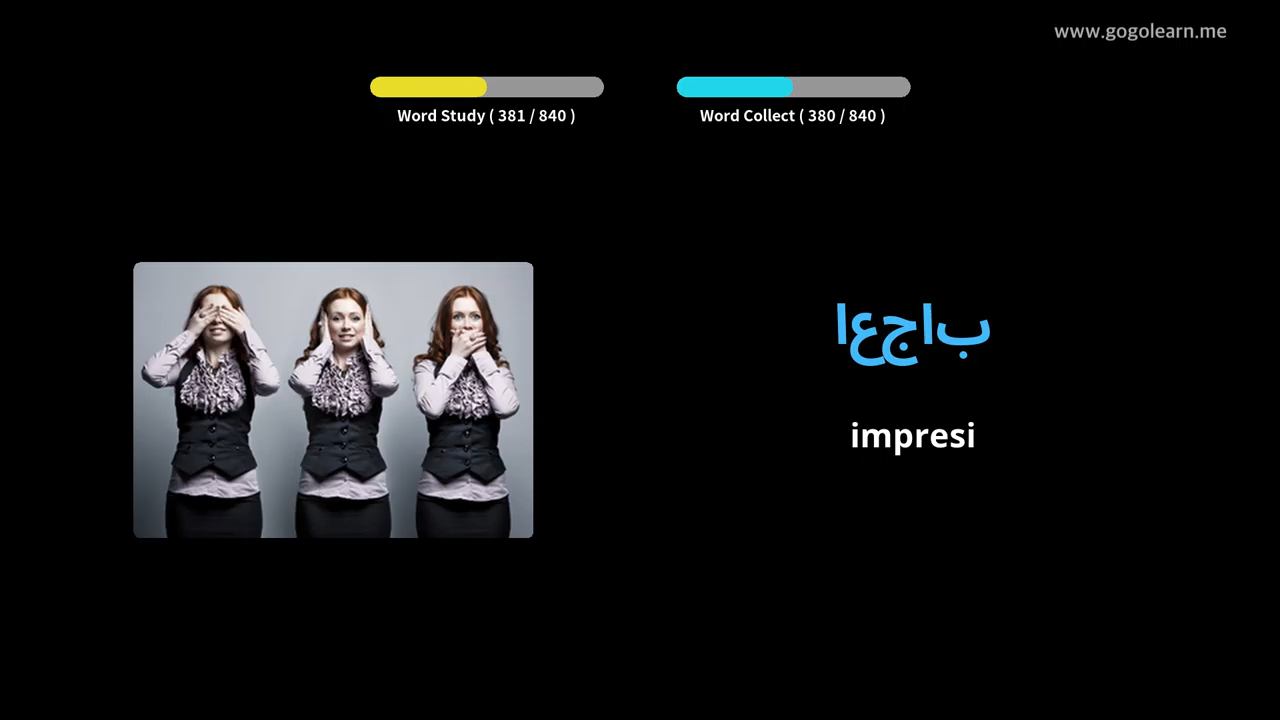 www.gogolearn.me
Word Study ( 381 / 840 )
Word Collect ( 380 / 840 )
اعجاب
impresi